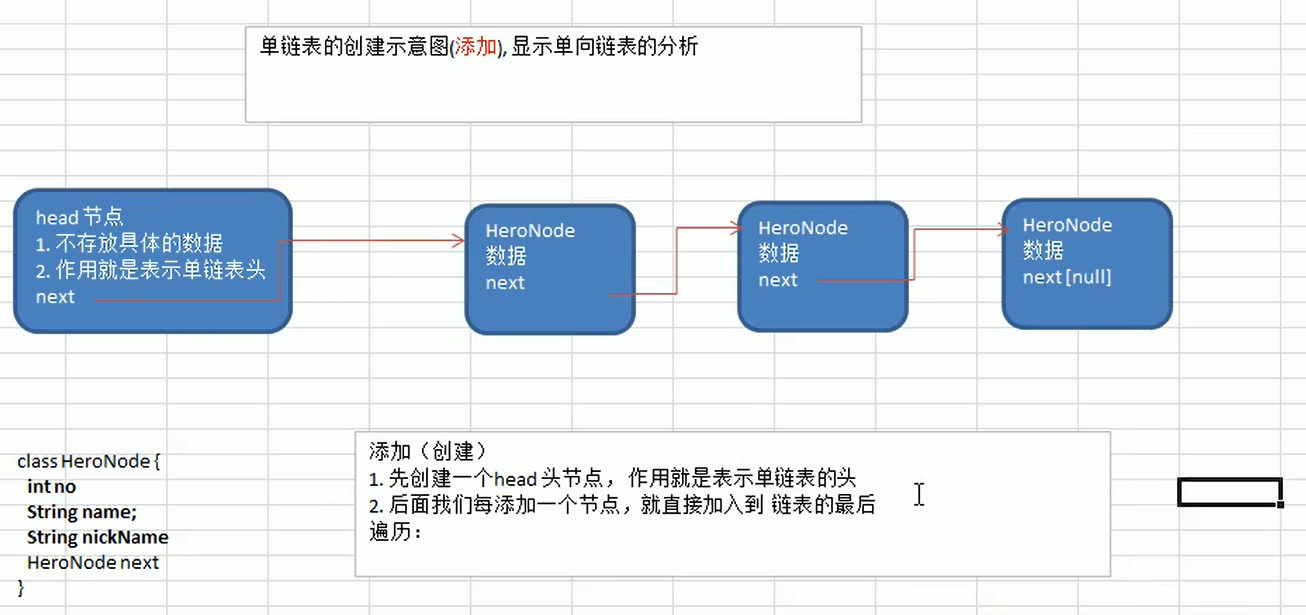 单链表的创建示意图(添加), 显示单向链表的分析
head 节点
1. 不存放具体的数据
2. 作用就是表示单链表头
next
HeroNode
数据
next
HeroNode
数据
next
HeroNode
数据
next [null]
class HeroNode {
int no
String name;
String nickName
HeroNode next
}
添加（创建）
1. 先创建一个head 头节点，作用就是表示单链表的头
2. 后面我们每添加一个节点，就直接加入到 链表的最后
遍历：